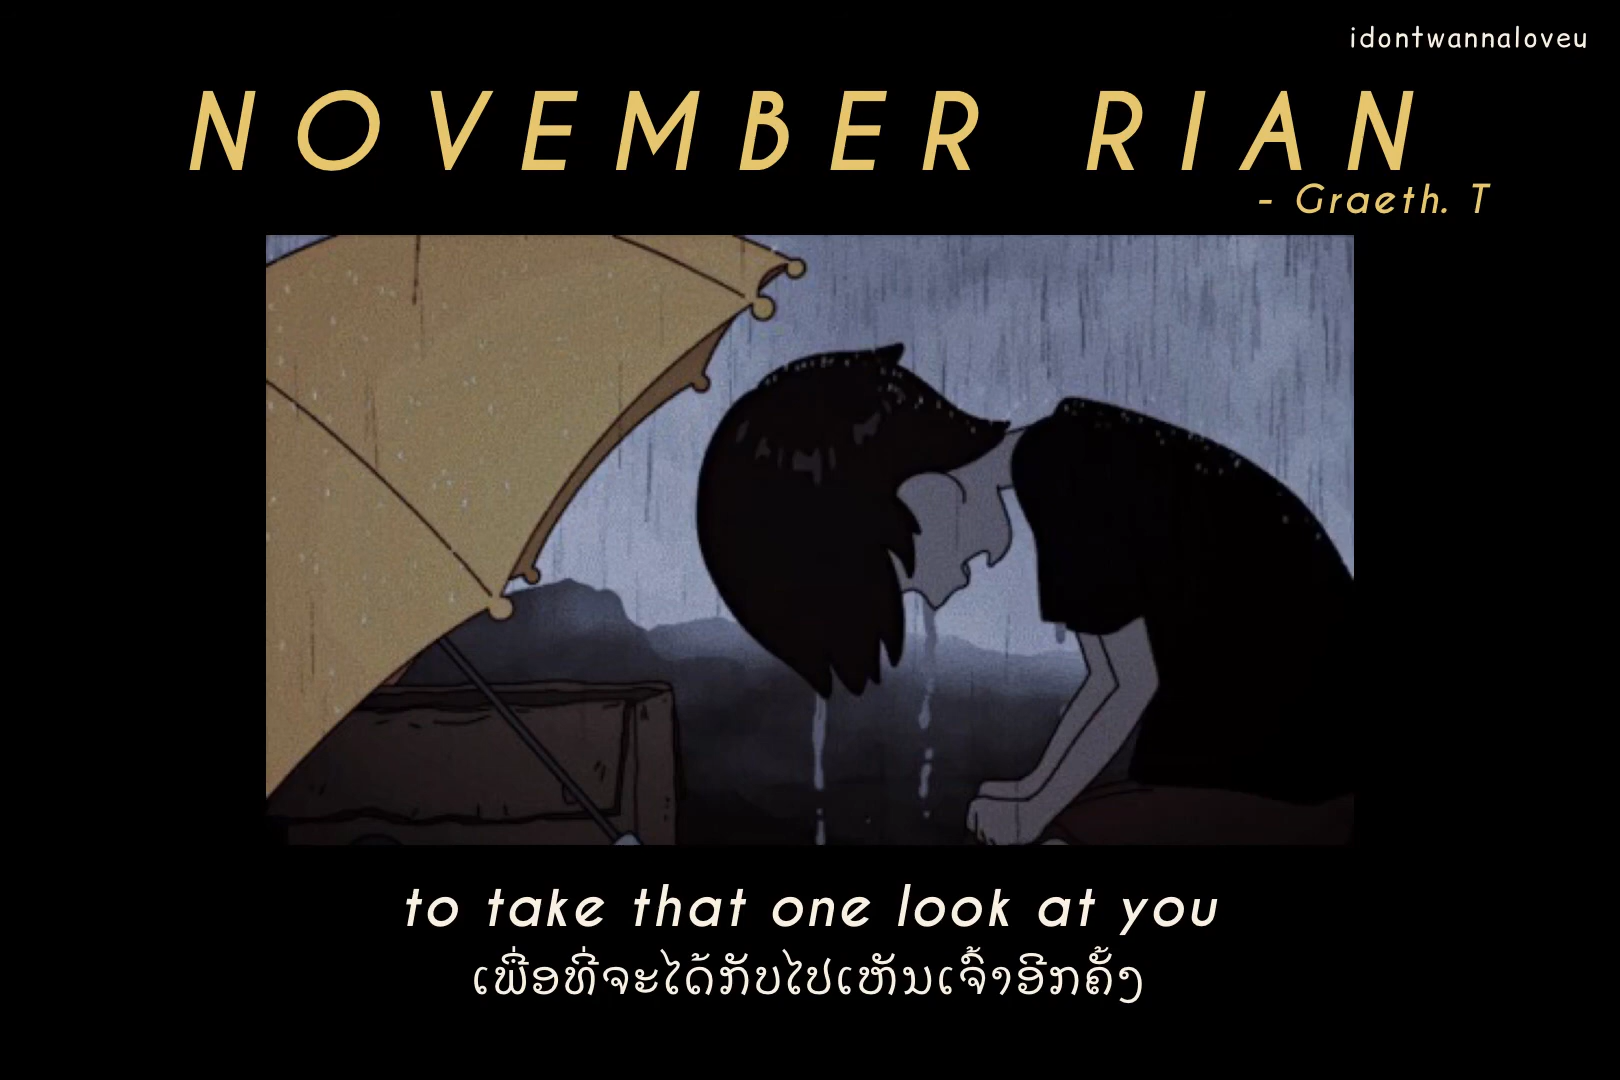 idontwannaloveu
NOVEMBER RIAN
- Graeth. T
to take that one look at you
ເພື່ອທີ່ຈະໄດ້ກັບໄປເຫັນເຈົ້າອີກຄັ້ງ